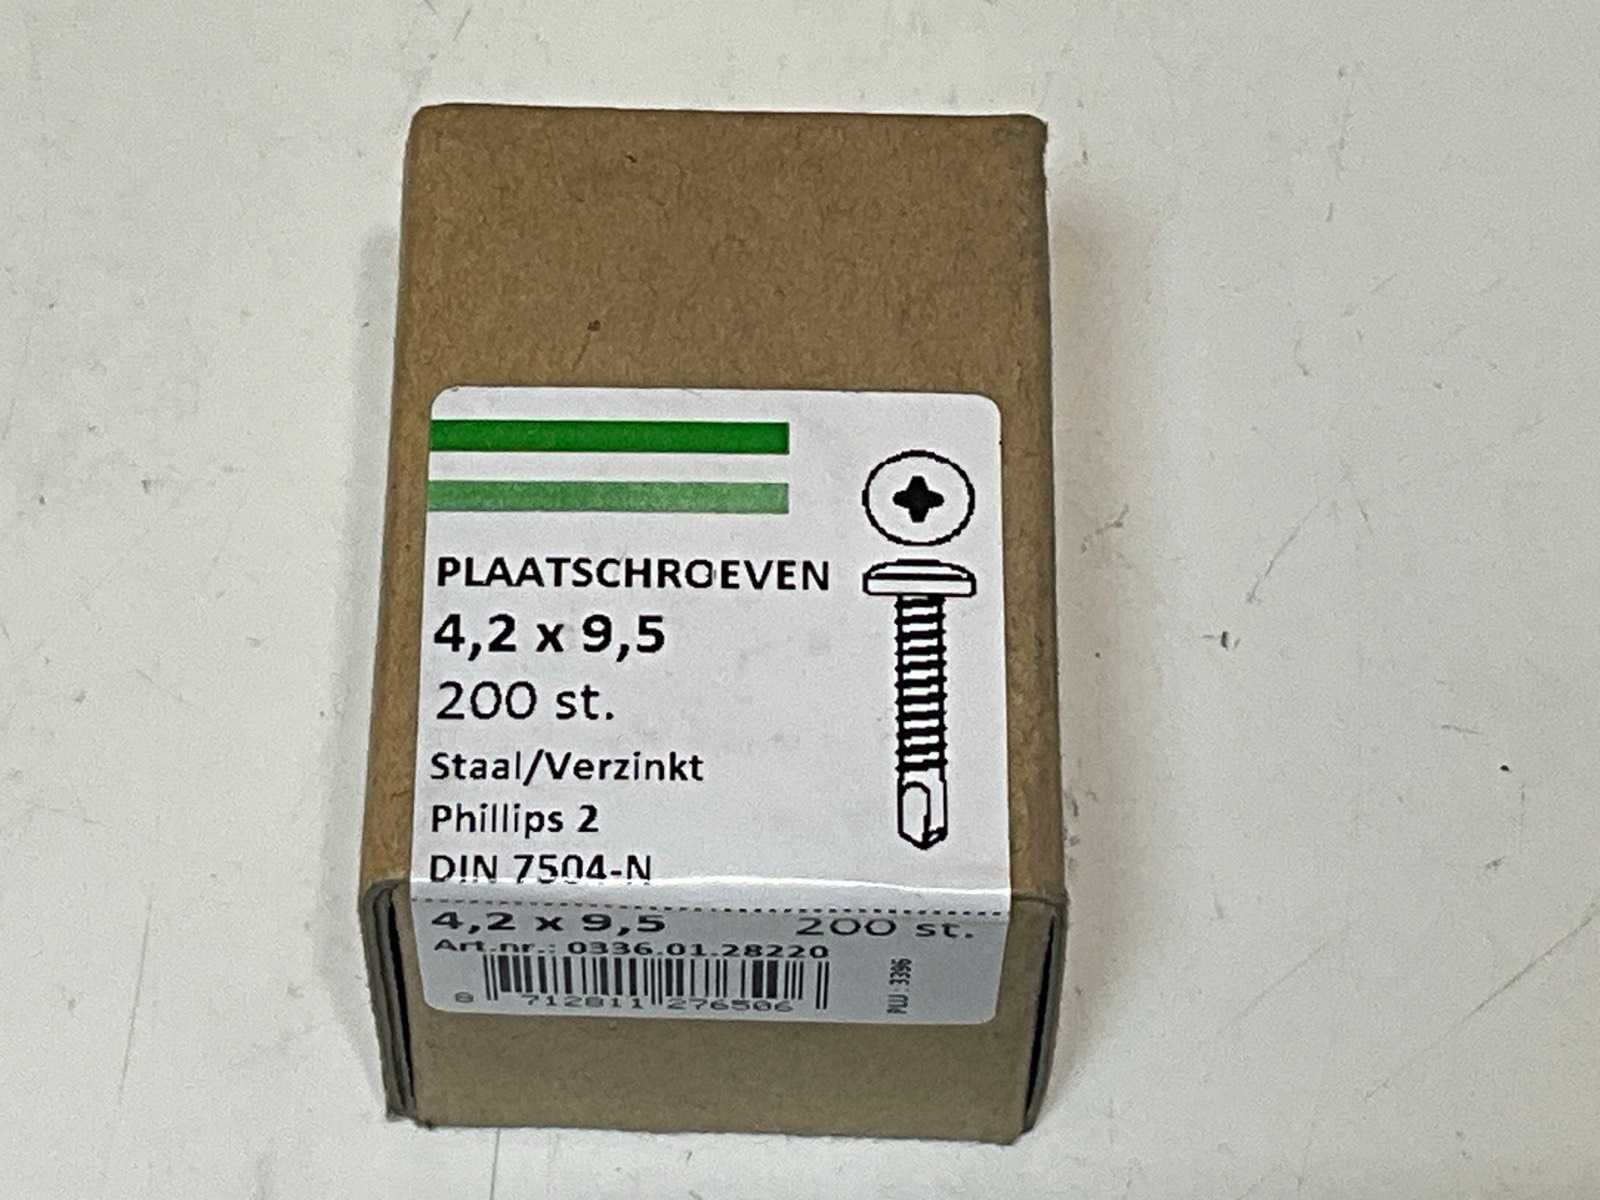 PLAATSCHROEVEN
4,2 x 9,5
200 st.
Staal/Verzinkt
Phillips 2
DIN 7504-N
4,2 x 9,5 200 st.
Art.nr.: 0336.01.28220
8 712811 276506
PLU : 3396